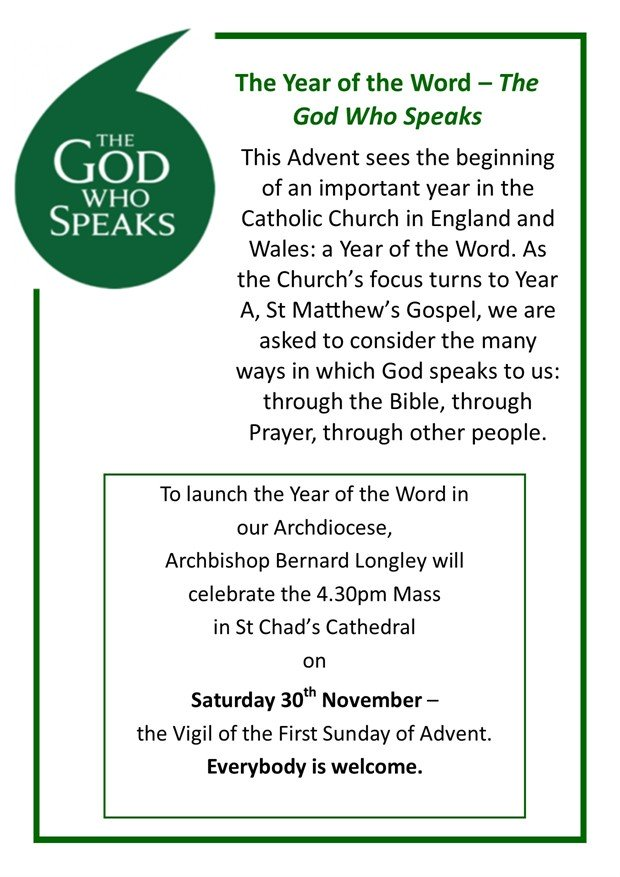 THE
GOD
WHO
SPEAKS
The Year of the Word – The
God Who Speaks
This Advent sees the beginning
of an important year in the
Catholic Church in England and
Wales: a Year of the Word. As
the Church’s focus turns to Year
A, St Matthew’s Gospel, we are
asked to consider the many
ways in which God speaks to us:
through the Bible, through
Prayer, through other people.
To launch the Year of the Word in
our Archdiocese,
Archbishop Bernard Longley will
celebrate the 4.30pm Mass
in St Chad’s Cathedral
on
Saturday 30th November –
the Vigil of the First Sunday of Advent.
Everybody is welcome.